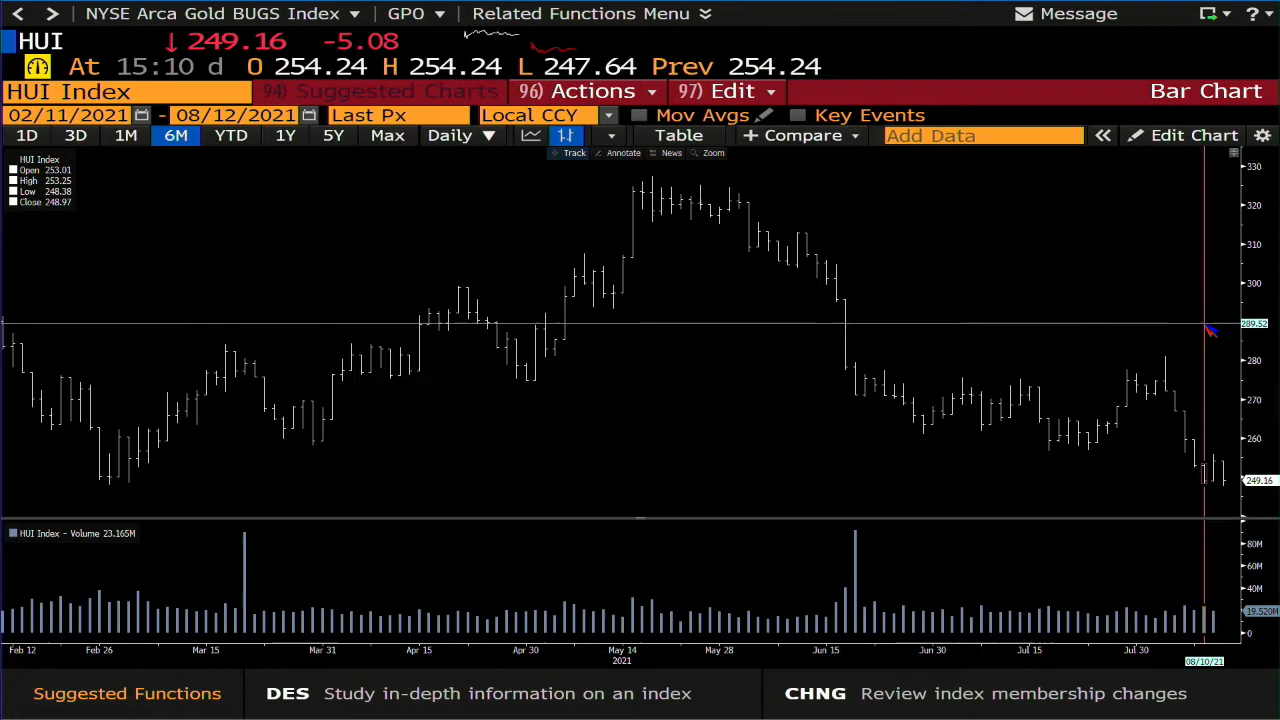 NYSE Arca Gold BUGS Index GPO Related Functions Menu Message ?
HUI ↓ 249.16 -5.08
At 15:10 d O 254.24 H 254.24 L 247.64 Prev 254.24
HUI Index 94) Suggested Charts 96) Actions 97) Edit Bar Chart
02/11/2021 - 08/12/2021 Last Px Local CCY Mov Avgs Key Events
1D 3D 1M 6M YTD 1Y 5Y Max Daily ▼ Table + Compare Add Data « Edit Chart
Track Annotate News Zoom
HUI Index
Open 253.01
High 253.25
Low 248.38
Close 248.97
330
320
310
300
289.52
280
270
260
249.16
HUI Index - Volume 23.165M
80M
60M
40M
19.520M
0
Feb 12 Feb 26 Mar 15 Mar 31 Apr 15 Apr 30 May 14 May 28 Jun 15 Jun 30 Jul 15 Jul 30
2021 08/10/21
Suggested Functions DES Study in-depth information on an index CHNG Review index membership changes